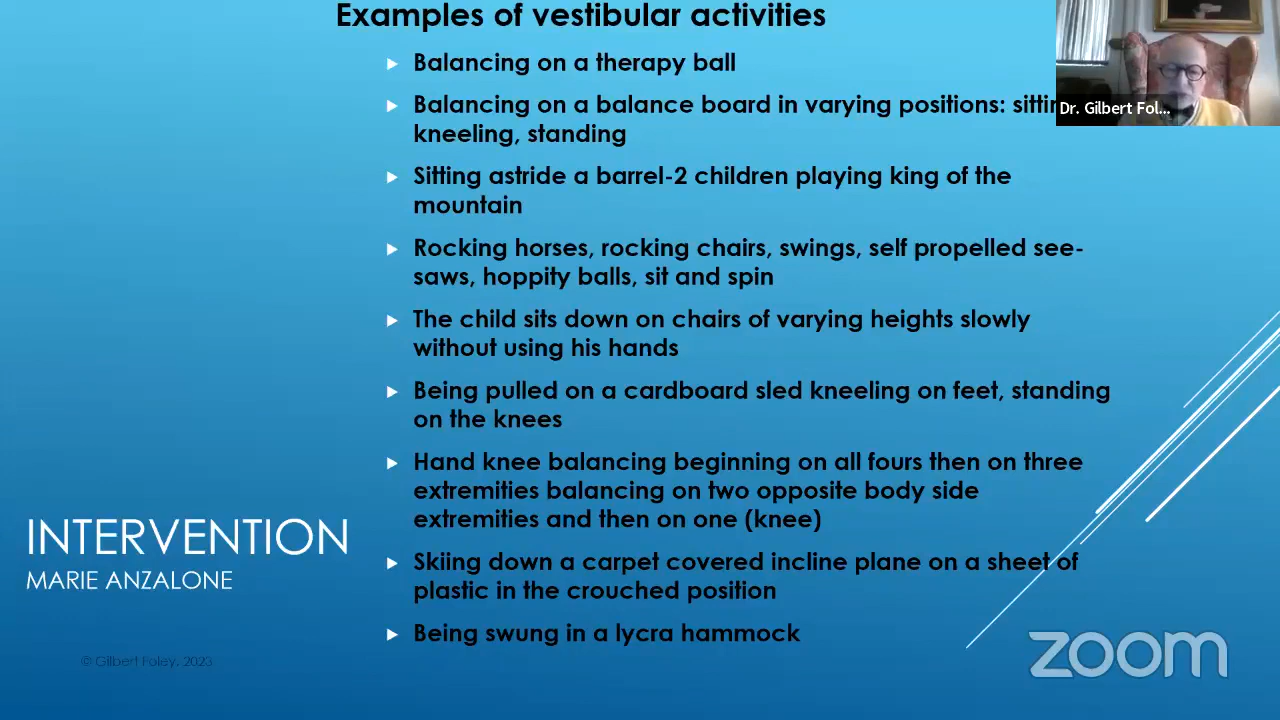 Examples of vestibular activities
Balancing on a therapy ball
Balancing on a balance board in varying positions: sittin
kneeling, standing
Sitting astride a barrel-2 children playing king of the
mountain
Rocking horses, rocking chairs, swings, self propelled see-
saws, hoppity balls, sit and spin
The child sits down on chairs of varying heights slowly
without using his hands
Being pulled on a cardboard sled kneeling on feet, standing
on the knees
Hand knee balancing beginning on all fours then on three
extremities balancing on two opposite body side
extremities and then on one (knee)
Skiing down a carpet covered incline plane on a sheet of
plastic in the crouched position
Being swung in a lycra hammock
INTERVENTION
MARIE ANZALONE
© Gilbert Foley, 2023
Dr. Gilbert Fol...
zoom